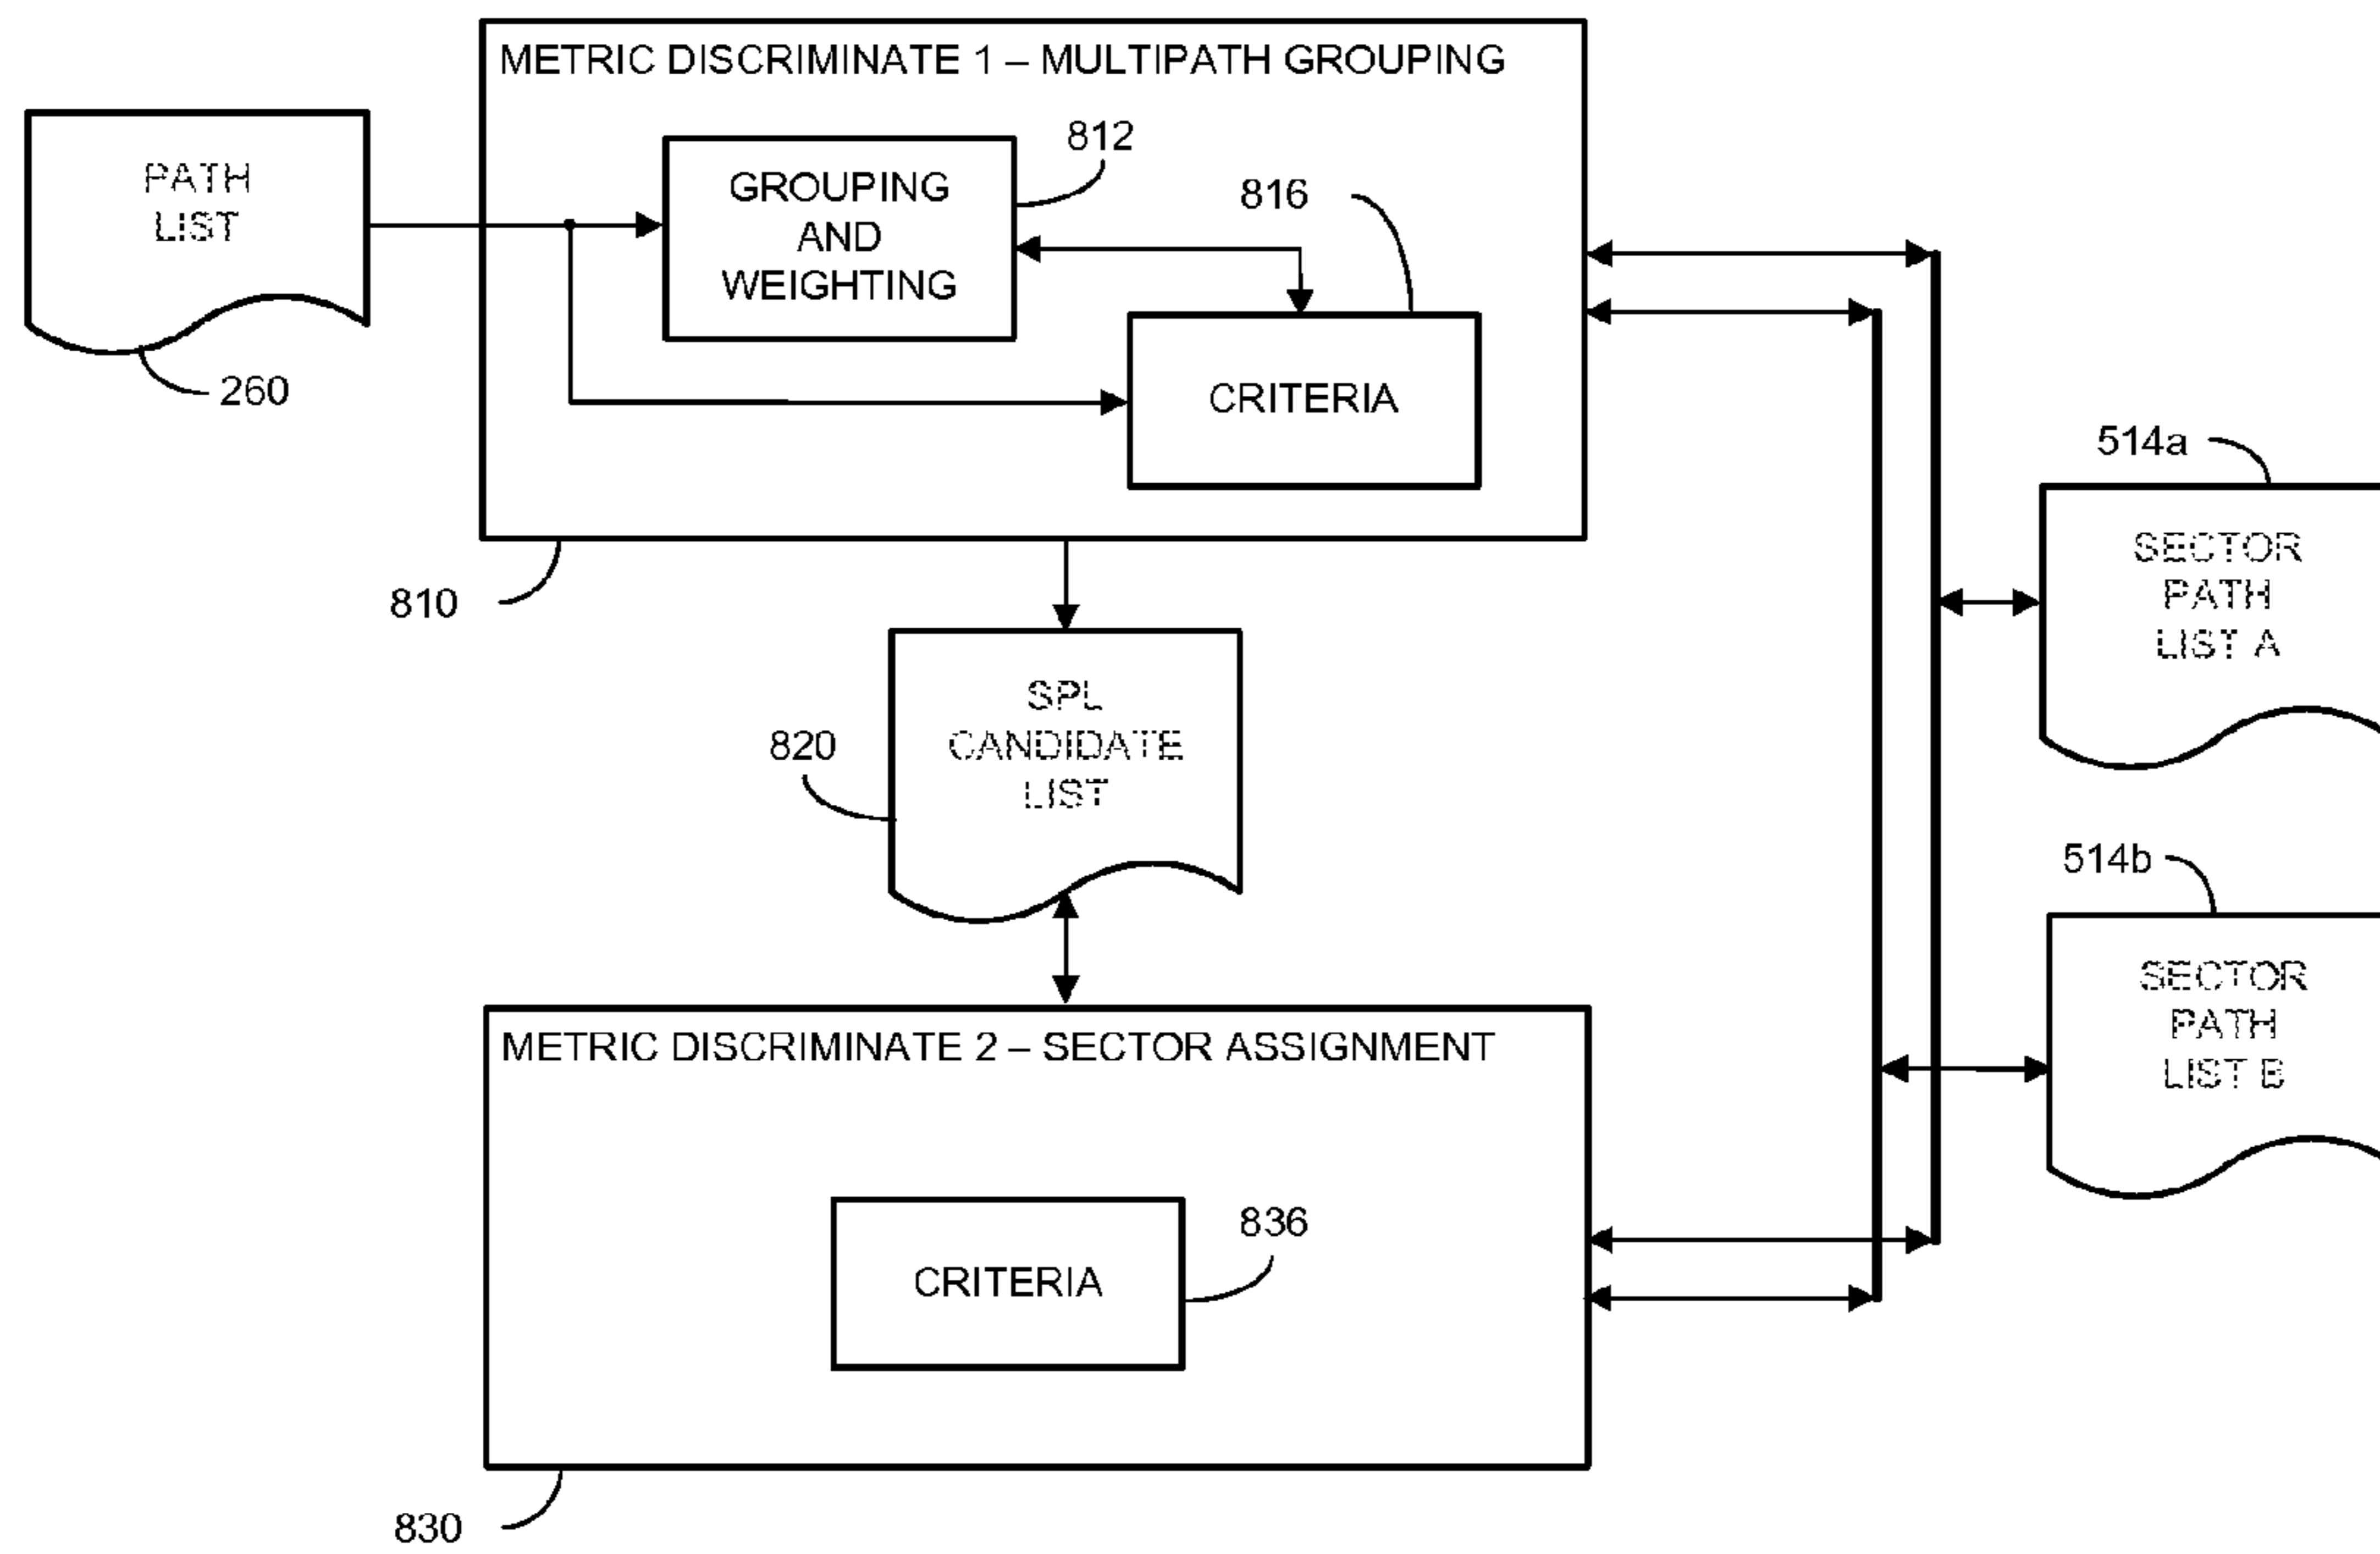 METRIC DISCRIMINATE 1 – MULTIPATH GROUPING
PATH
LIST
260
GROUPING
AND
WEIGHTING
812
816
CRITERIA
810
514a
SECTOR
PATH
LIST A
SPL
CANDIDATE
LIST
820
514b
SECTOR
PATH
LIST B
METRIC DISCRIMINATE 2 – SECTOR ASSIGNMENT
CRITERIA
836
830